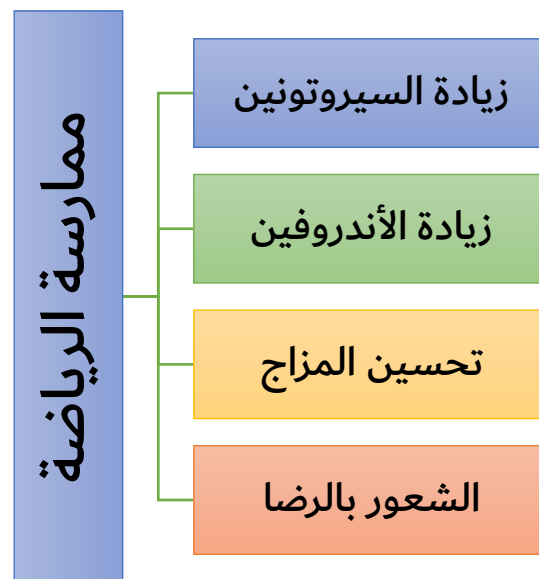 ممارسة الرياضة
زيادة السيروتونين
زيادة الأندروفين
تحسين المزاج
الشعور بالرضا